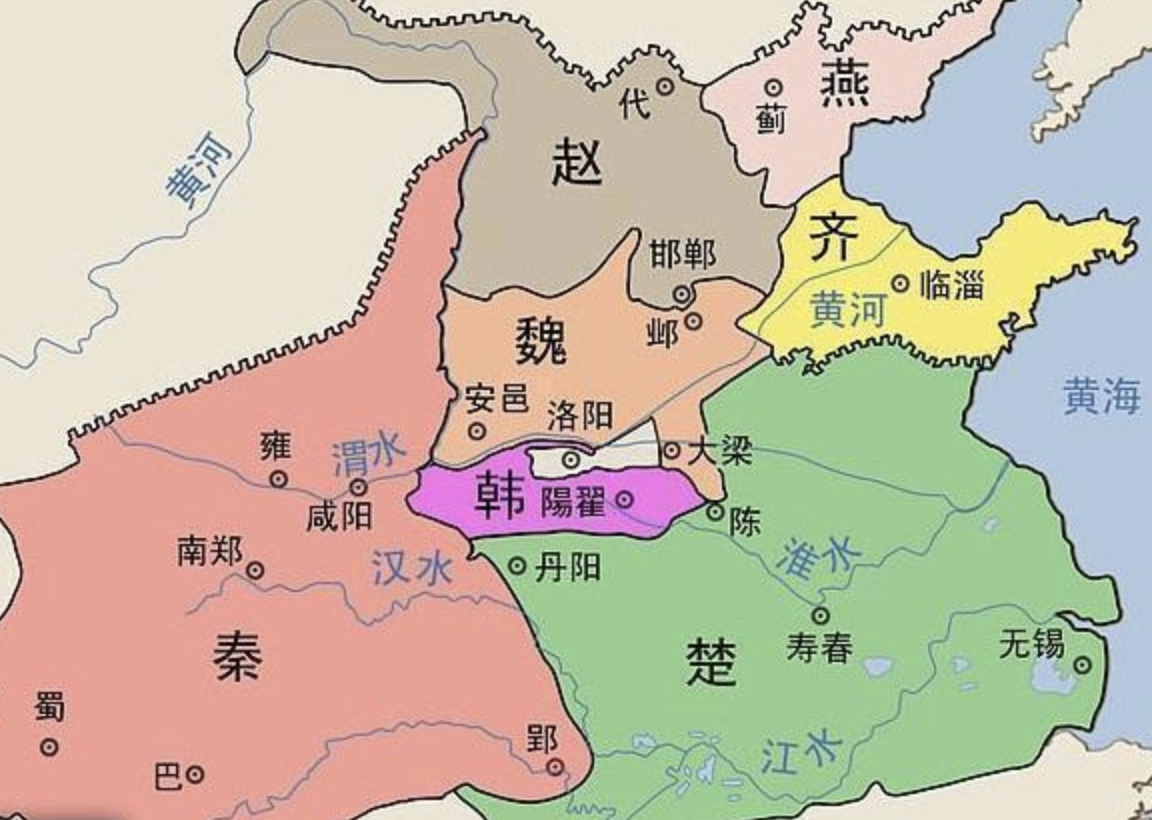 燕
代
蓟
赵
黄河
齐
邯郸
临淄
黄河
邺
魏
黄海
安邑
洛阳
大梁
雍
渭水
韩
陽翟
咸阳
陈
南郑
汉水
丹阳
淮水
寿春
无锡
秦
楚
蜀
郢
江水
巴